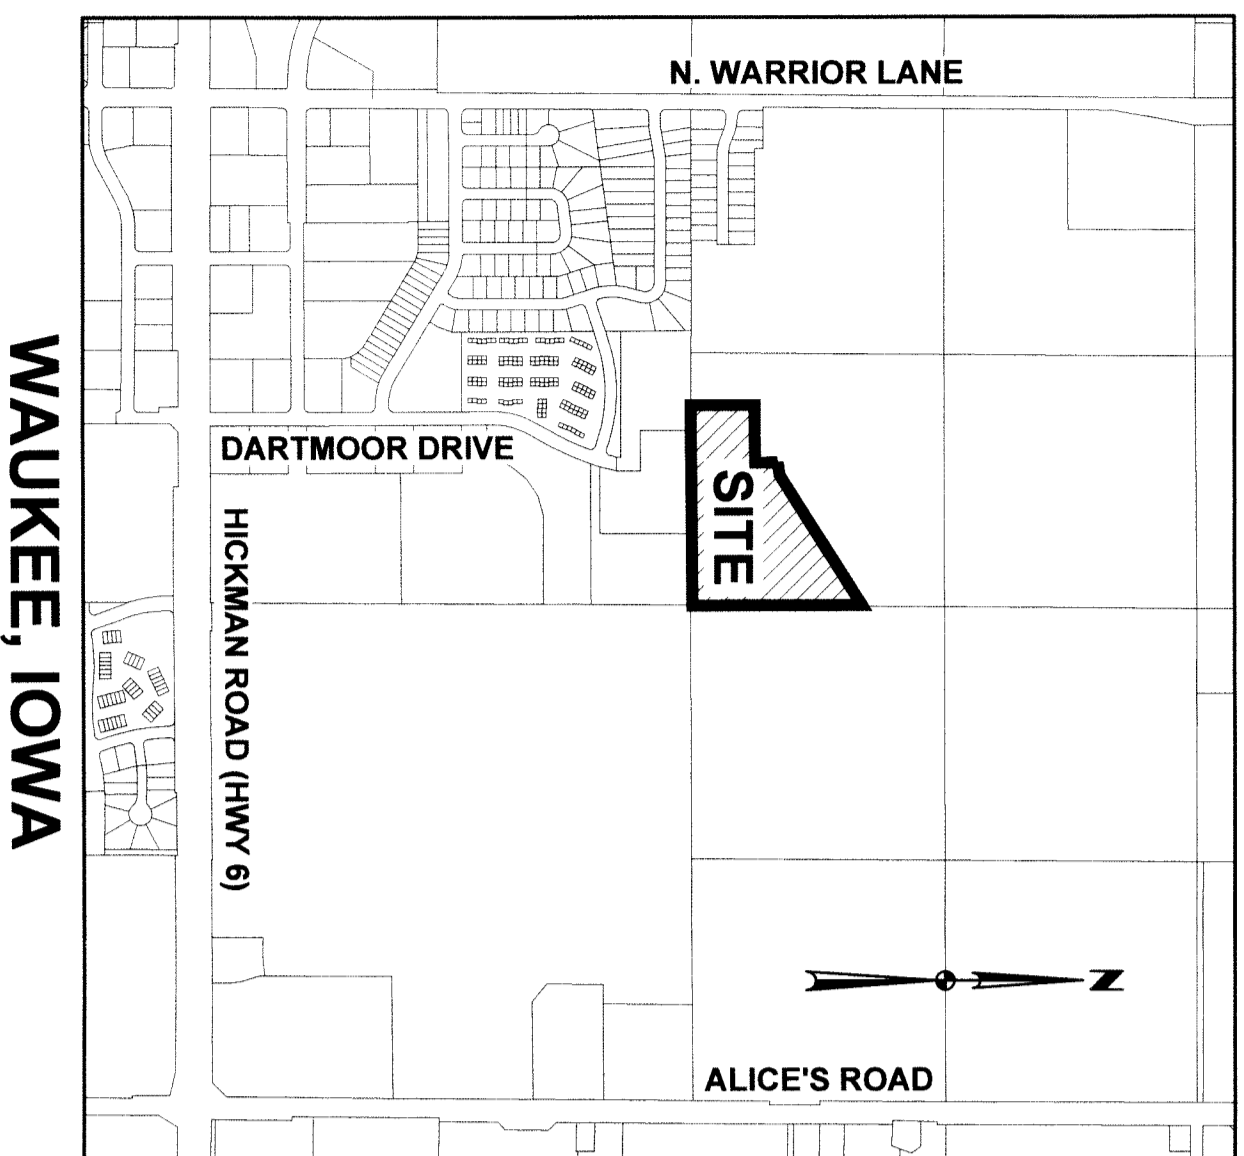 N. WARRIOR LANE
DARTMOOR DRIVE
SITE
HICKMAN ROAD (HWY 6)
WAUKEE, IOWA
N
ALICE'S ROAD